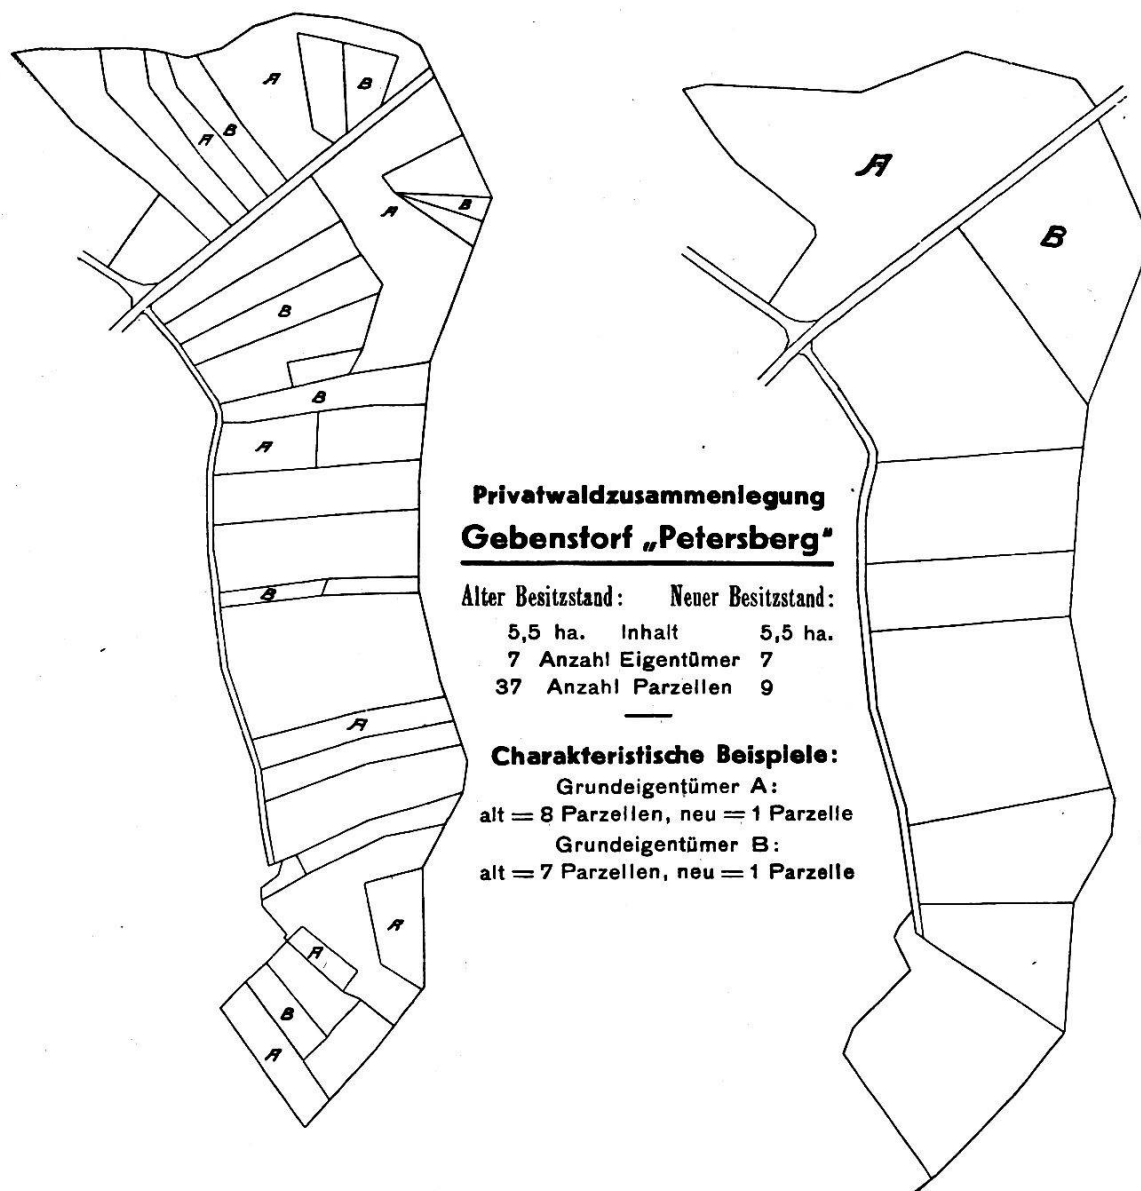 A
B
A
B
A
B
B
B
A
B
A
A
A
B
A
A
B
Privatwaldzusammenlegung
Gebenstorf „Petersberg“
Alter Besitzstand: Neuer Besitzstand:
5,5 ha. Inhalt 5,5 ha.
7 Anzahl Eigentümer 7
37 Anzahl Parzellen 9
Charakteristische Beispiele:
Grundeigentümer A:
alt = 8 Parzellen, neu = 1 Parzelle
Grundeigentümer B:
alt = 7 Parzellen, neu = 1 Parzelle